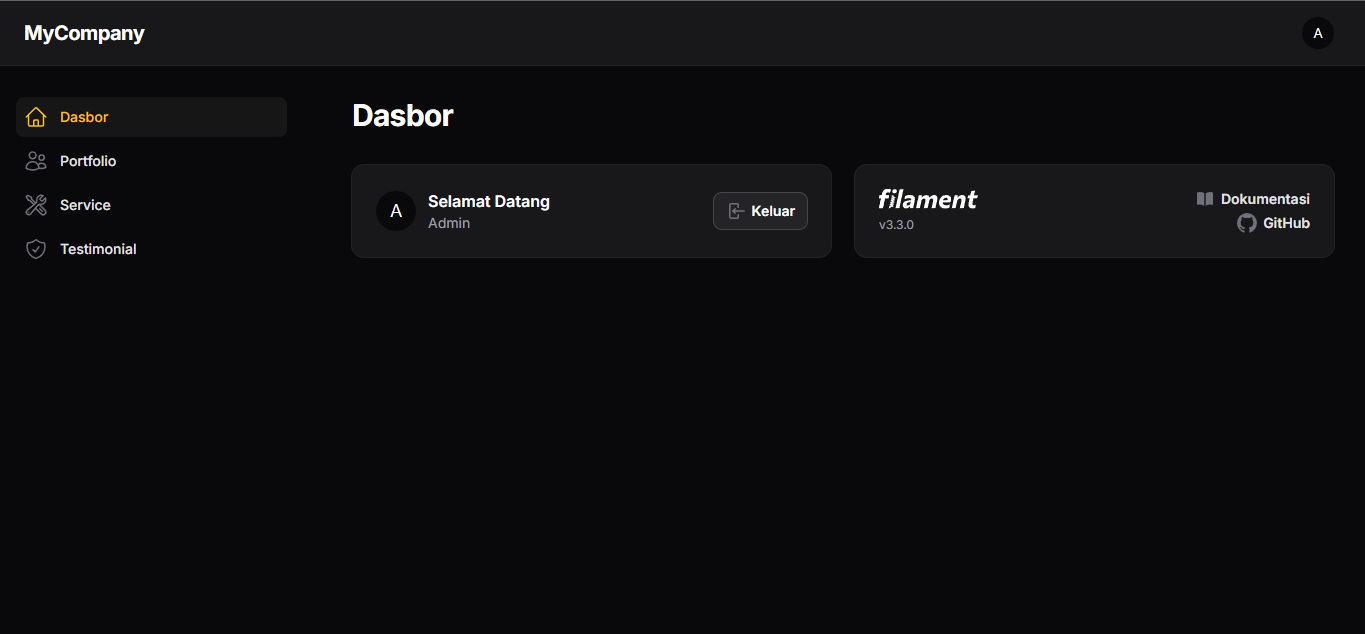 MyCompany
A
Dasbor
Portfolio
Service
Testimonial
Dasbor
A
Selamat Datang
Admin
Keluar
filament
v3.3.0
Dokumentasi
GitHub